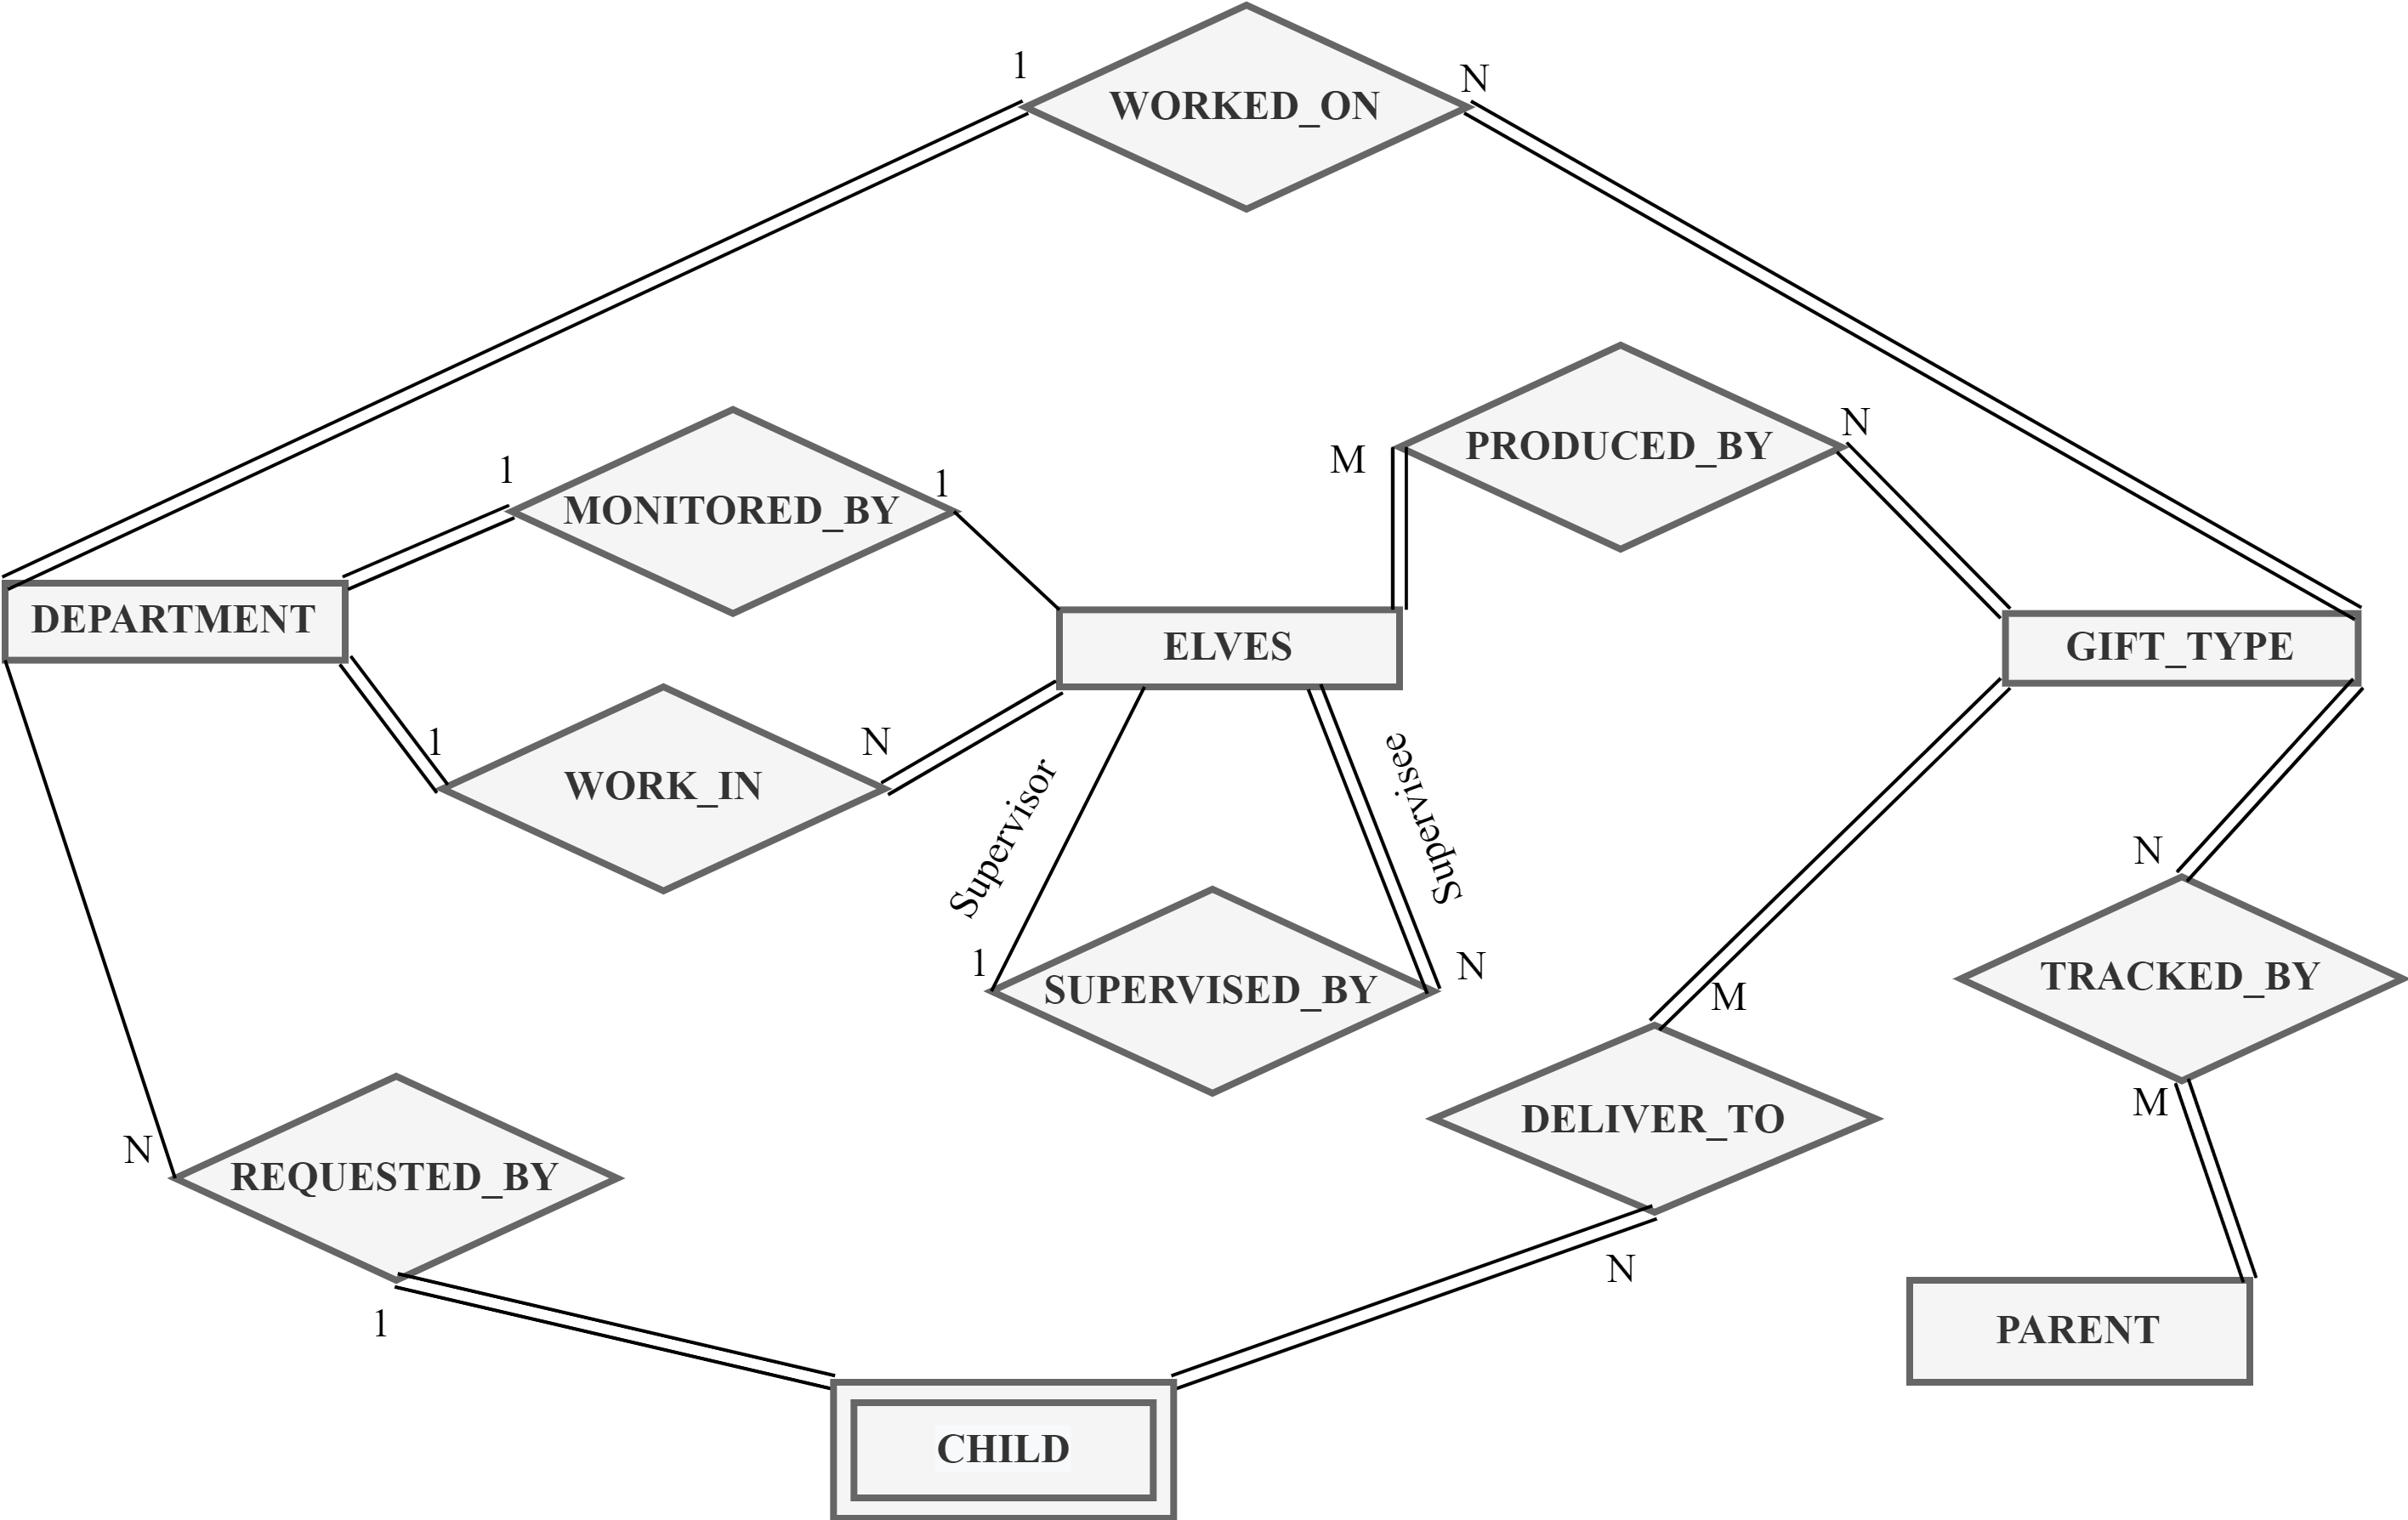 WORKED_ON
1
N
PRODUCED_BY
M
N
MONITORED_BY
1
1
DEPARTMENT
ELVES
GIFT_TYPE
WORK_IN
1
N
Supervisor
Supervisee
SUPERVISED_BY
1
N
TRACKED_BY
N
M
DELIVER_TO
M
N
REQUESTED_BY
N
1
PARENT
CHILD